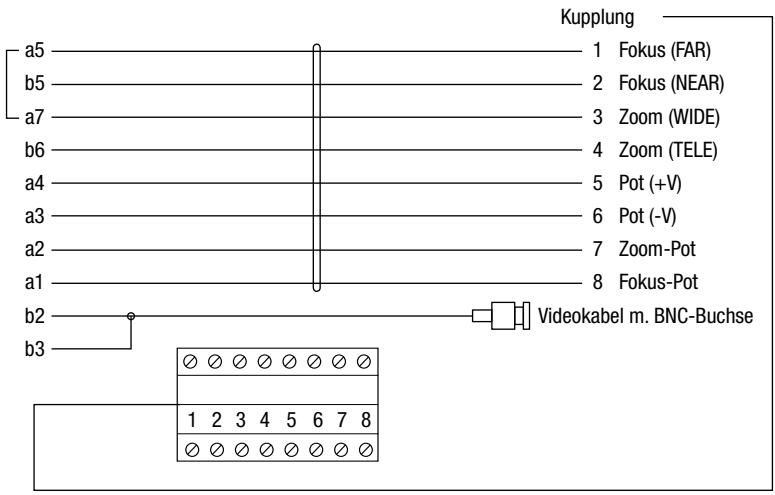 Kupplung
a5 1 Fokus (FAR)
b5 2 Fokus (NEAR)
a7 3 Zoom (WIDE)
b6 4 Zoom (TELE)
a4 5 Pot (+V)
a3 6 Pot (-V)
a2 7 Zoom-Pot
a1 8 Fokus-Pot
b2 Videokabel m. BNC-Buchse
b3
1 2 3 4 5 6 7 8